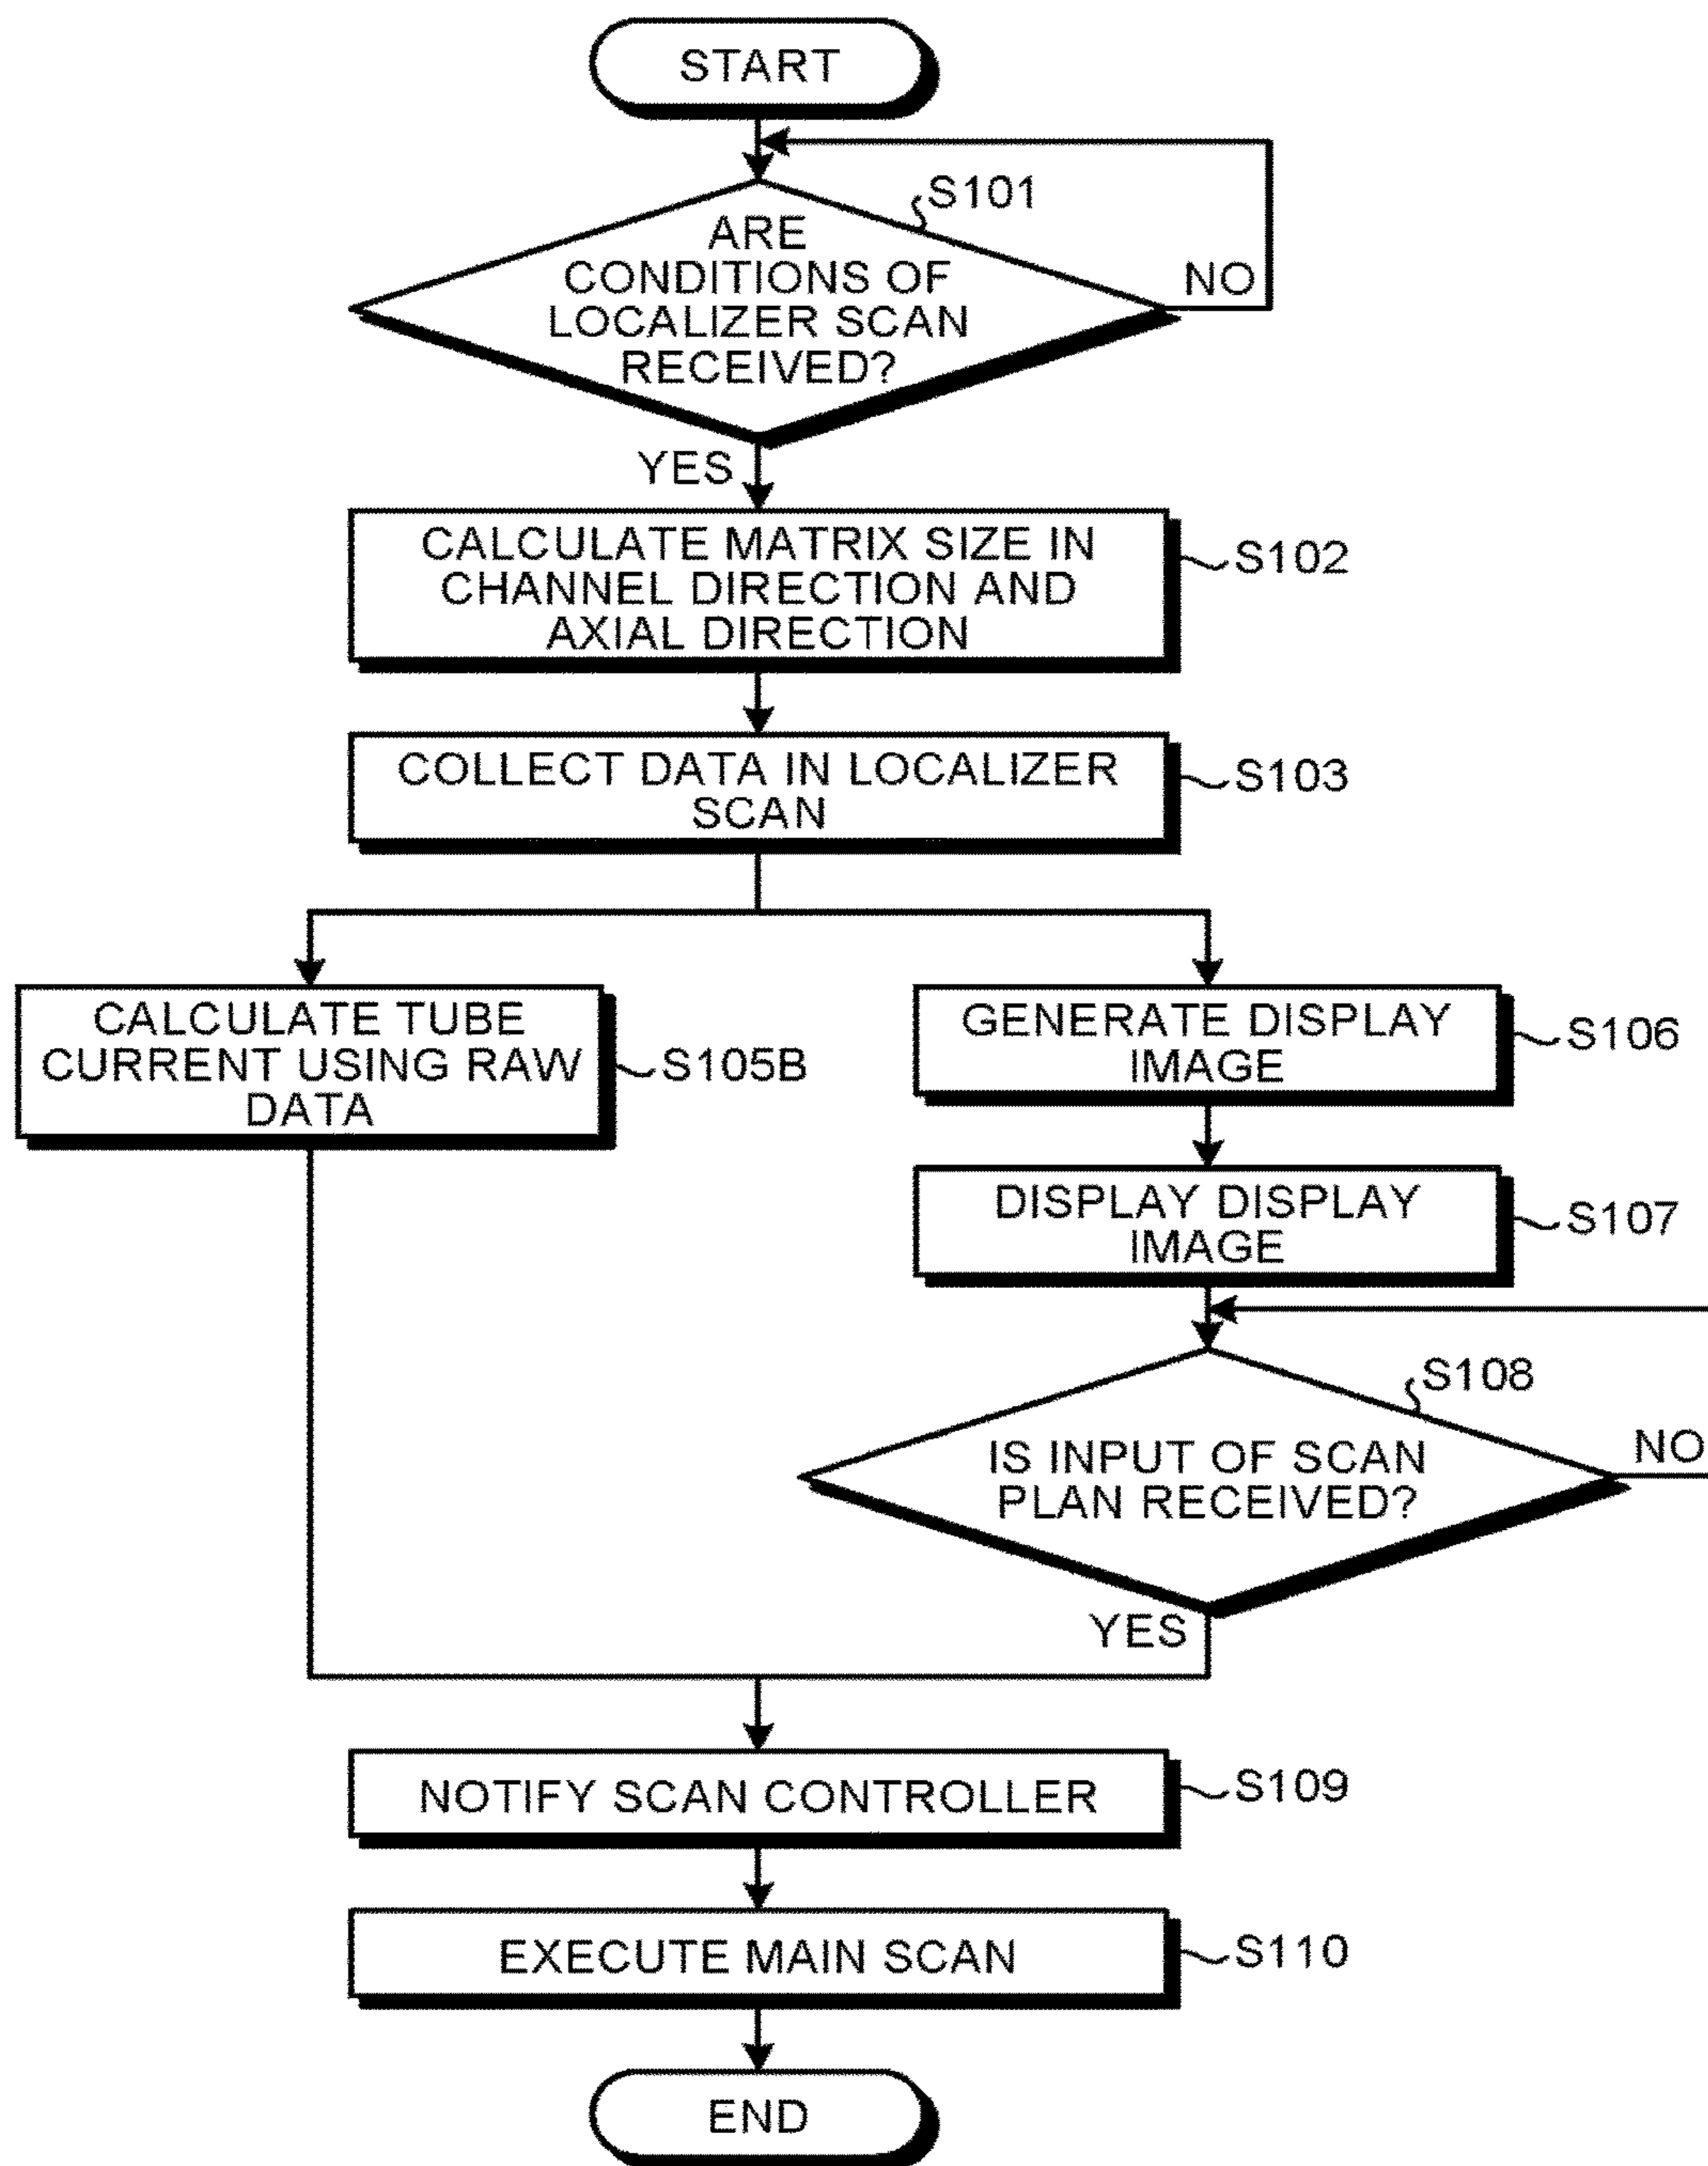 START
S101
ARE
CONDITIONS OF
LOCALIZER SCAN
RECEIVED?
NO
YES
CALCULATE MATRIX SIZE IN
CHANNEL DIRECTION AND
AXIAL DIRECTION
S102
COLLECT DATA IN LOCALIZER
SCAN
S103
CALCULATE TUBE
CURRENT USING RAW
DATA
S105B
GENERATE DISPLAY
IMAGE
S106
DISPLAY DISPLAY
IMAGE
S107
S108
IS INPUT OF SCAN
PLAN RECEIVED?
NO
YES
NOTIFY SCAN CONTROLLER
S109
EXECUTE MAIN SCAN
S110
END